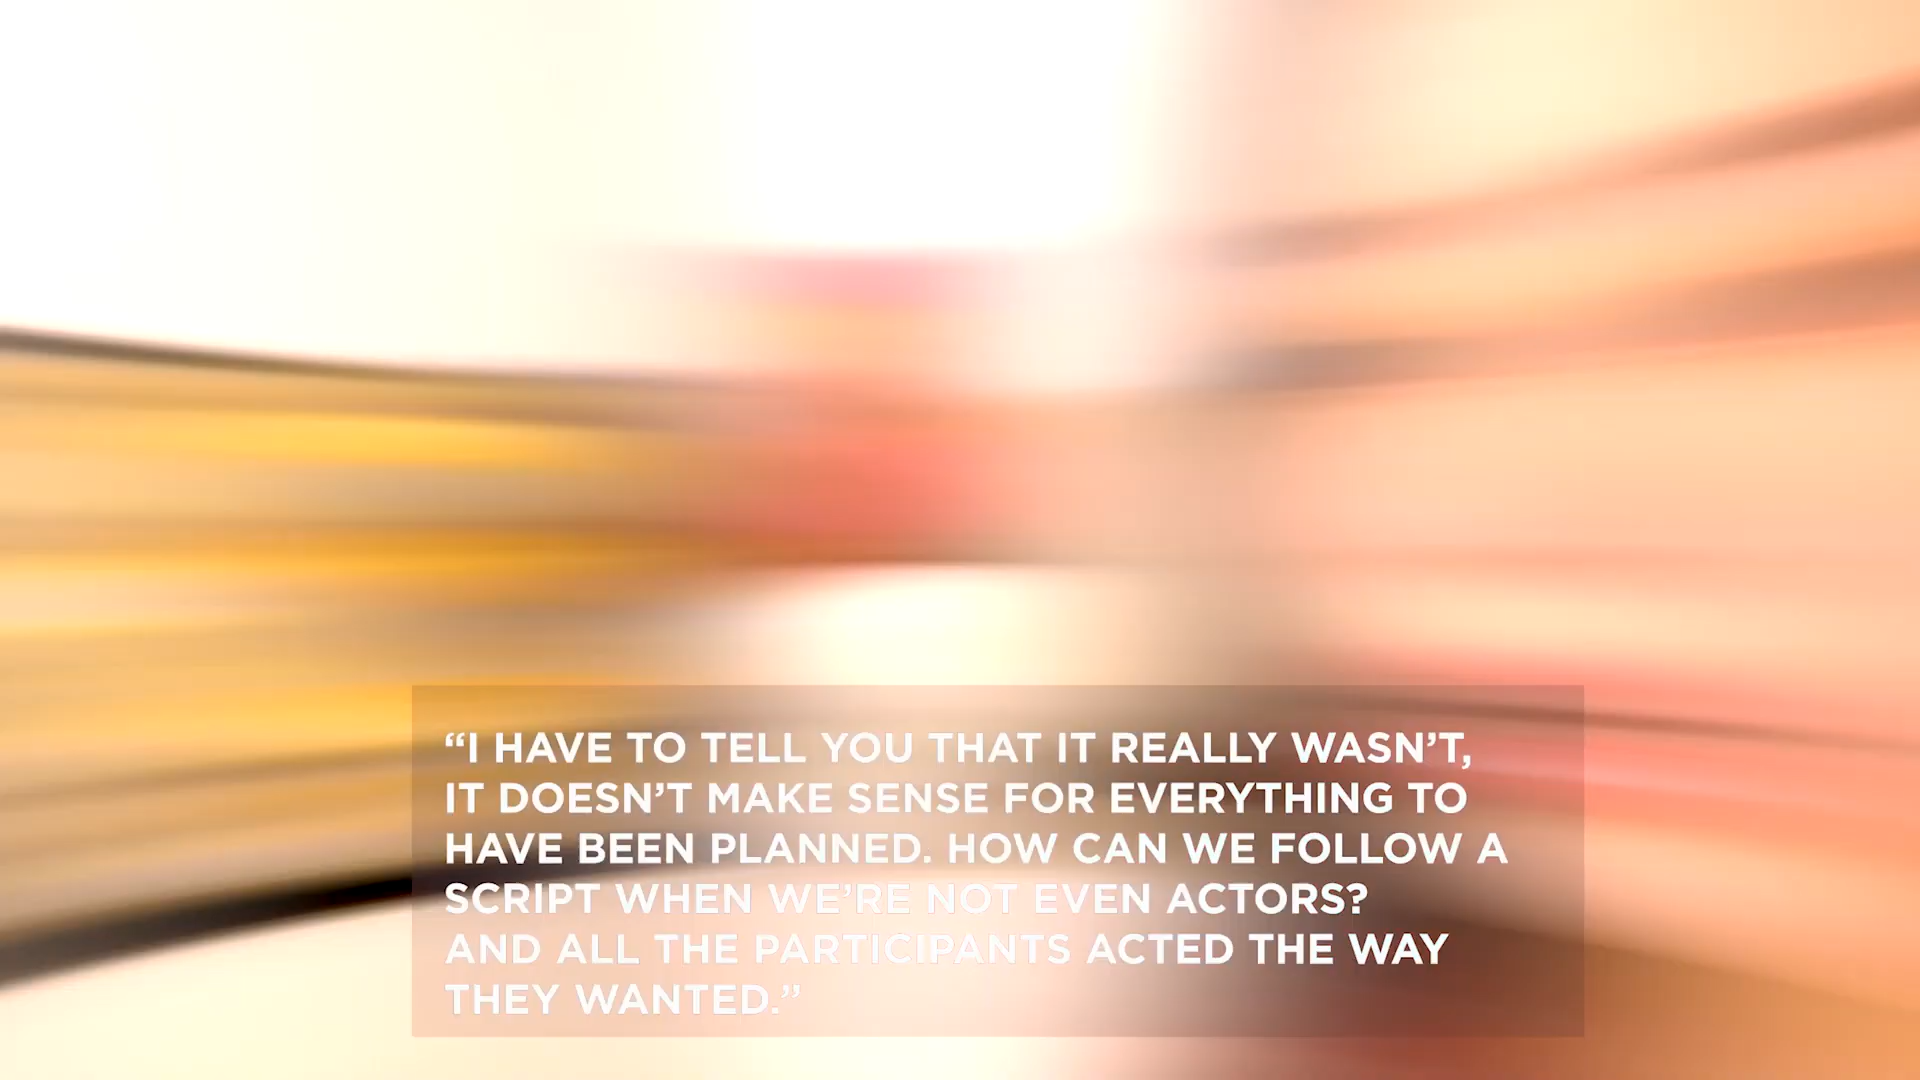 “I HAVE TO TELL YOU THAT IT REALLY WASN’T,
IT DOESN’T MAKE SENSE FOR EVERYTHING TO
HAVE BEEN PLANNED. HOW CAN WE FOLLOW A
SCRIPT WHEN WE’RE NOT EVEN ACTORS?
AND ALL THE PARTICIPANTS ACTED THE WAY
THEY WANTED.”